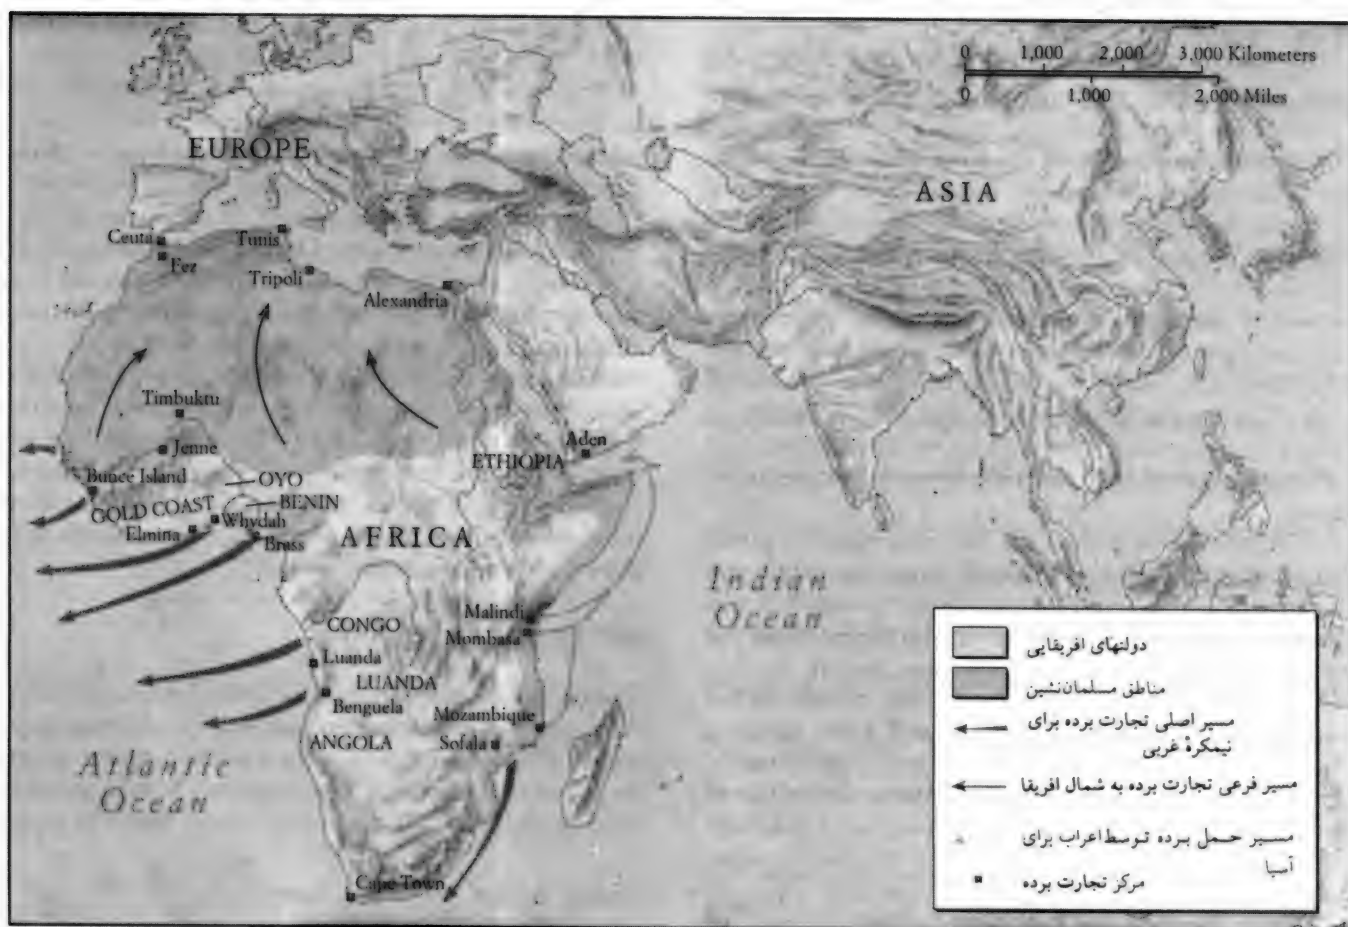 0 1,000 2,000 3,000 Kilometers
0 1,000 2,000 Miles
EUROPE
ASIA
Ceuta
Tunis
Fez
Tripoli
Alexandria
Timbuktu
Jenne
Aden
ETHIOPIA
Bunce Island
OYO
BENIN
GOLD COAST
Whydah
Elmina
Brass
AFRICA
Indian
Ocean
Malindi
CONGO
Mombasa
Luanda
LUANDA
Benguela
Mozambique
ANGOLA
Sofala
Atlantic
Ocean
Cape Town
دولتهای افریقایی
مناطق مسلمان‌نشین
مسیر اصلی تجارت برده برای
نیمکرهٔ غربی
مسیر فرعی تجارت برده به شمال افریقا
مسیر حمل برده توسط اعراب برای
آسیا
مرکز تجارت برده